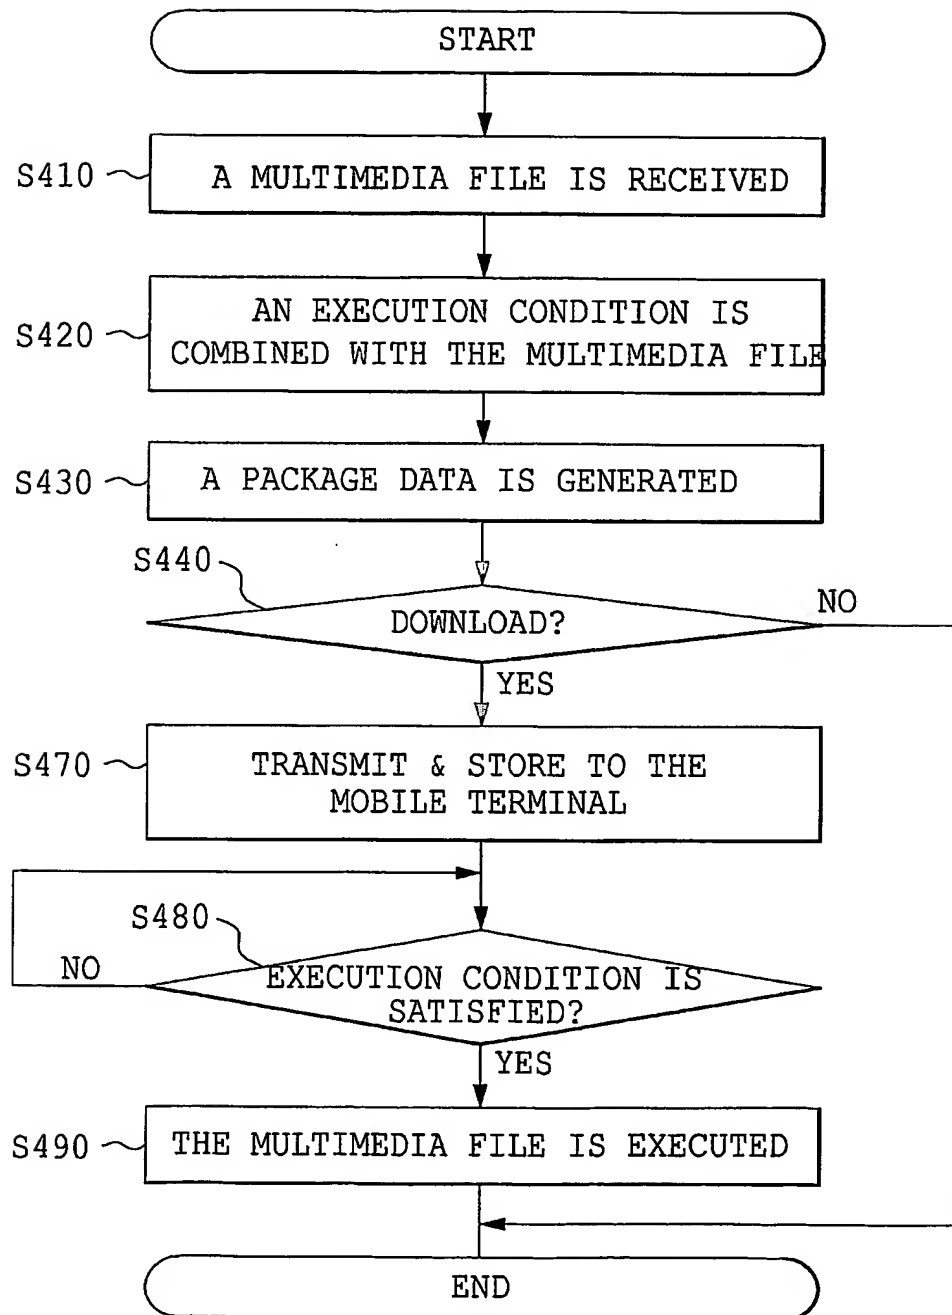 START
S410
A MULTIMEDIA FILE IS RECEIVED
S420
AN EXECUTION CONDITION IS
COMBINED WITH THE MULTIMEDIA FILE
S430
A PACKAGE DATA IS GENERATED
S440
DOWNLOAD?
NO
YES
S470
TRANSMIT & STORE TO THE
MOBILE TERMINAL
S480
NO
EXECUTION CONDITION IS
SATISFIED?
YES
S490
THE MULTIMEDIA FILE IS EXECUTED
END